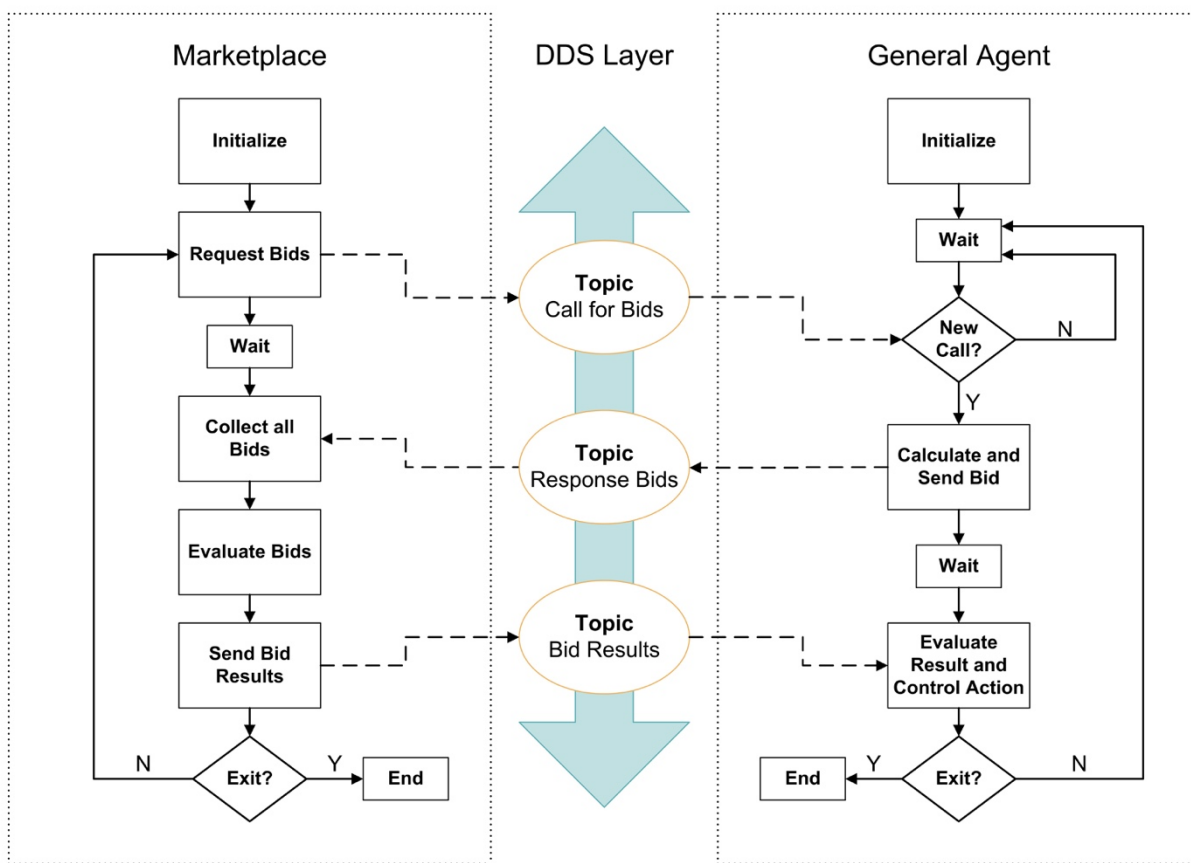 Marketplace
Initialize
Request Bids
Wait
Collect all
Bids
Evaluate Bids
Send Bid
Results
Exit?
N
Y
End
DDS Layer
Topic
Call for Bids
Topic
Response Bids
Topic
Bid Results
General Agent
Initialize
Wait
New
Call?
N
Y
Calculate and
Send Bid
Wait
Evaluate
Result and
Control Action
Exit?
Y
N
End